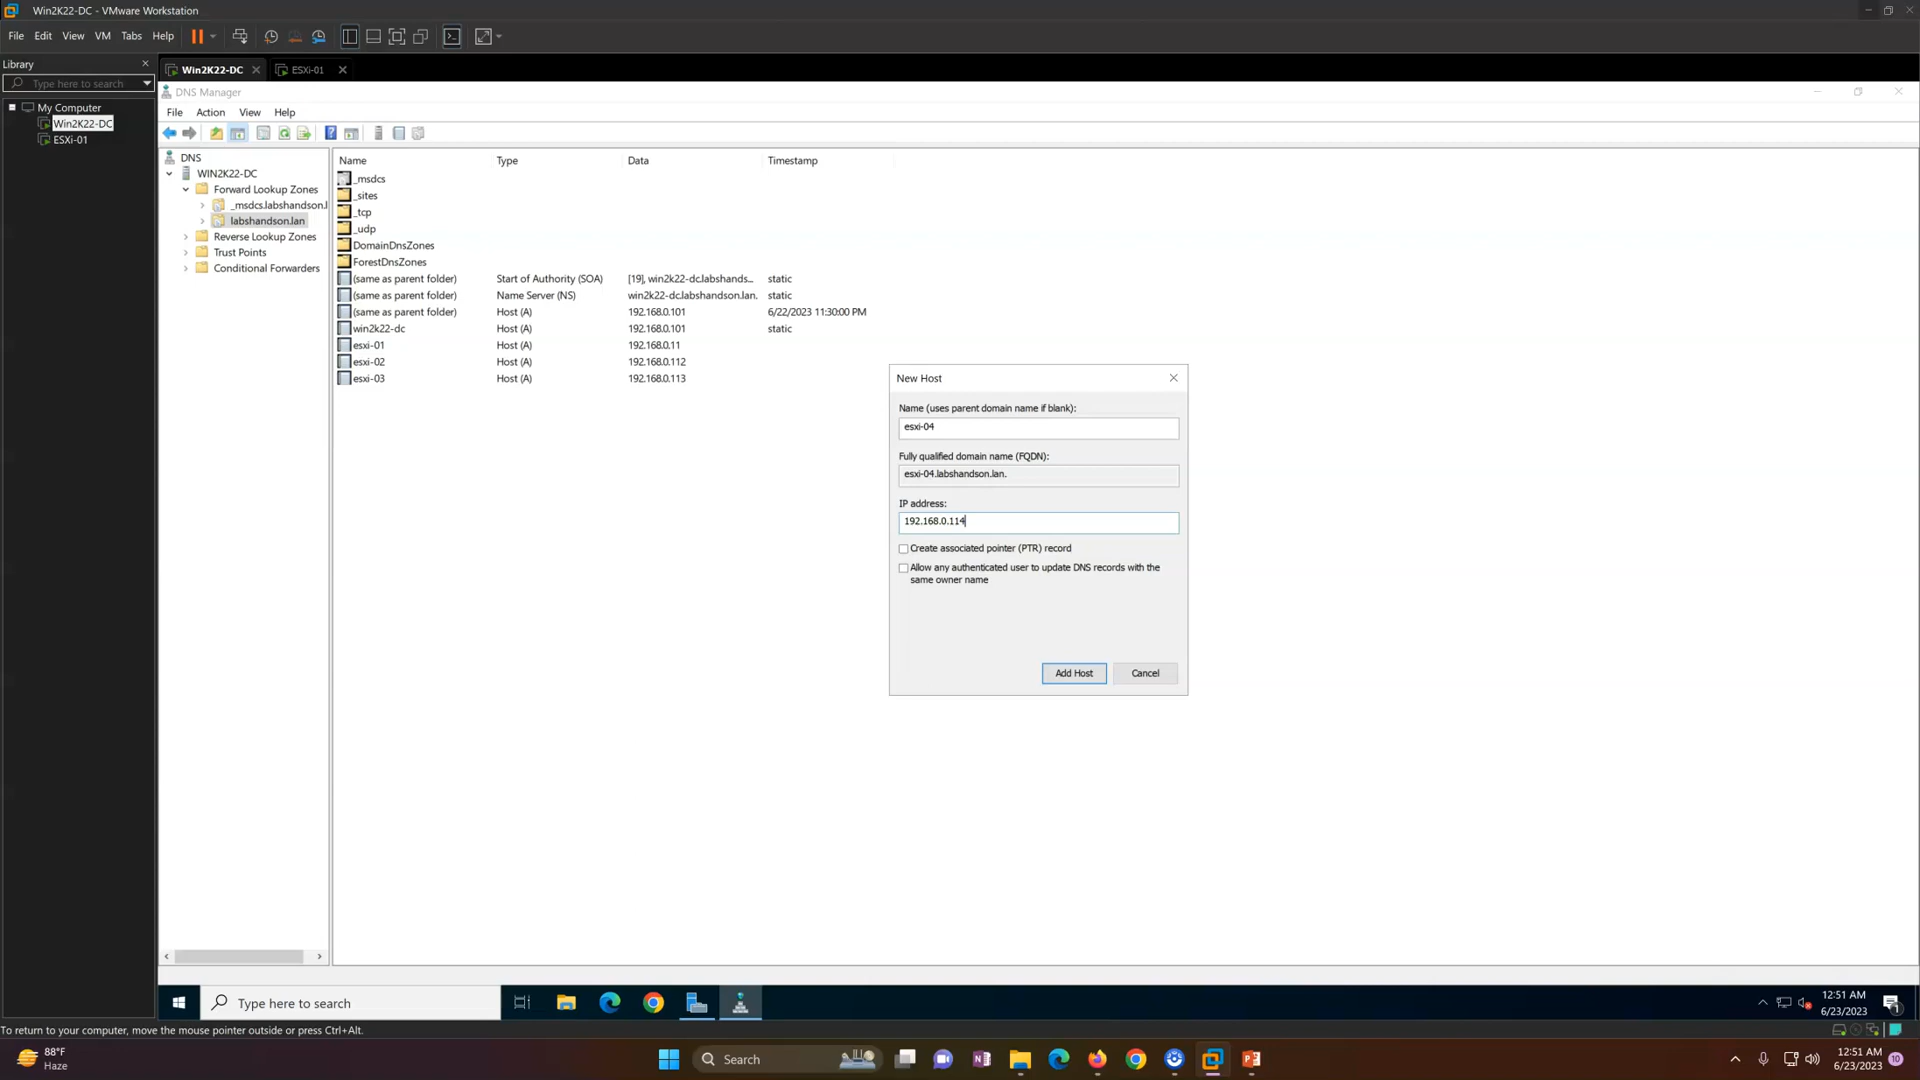 Win2K22-DC - VMware Workstation
File Edit View VM Tabs Help
Library
Type here to search
My Computer
Win2K22-DC
ESXi-01
Win2K22-DC
ESXi-01
DNS Manager
File Action View Help
DNS
WIN2K22-DC
Forward Lookup Zones
_msdcs.labshandson.l
labshandson.lan
Reverse Lookup Zones
Trust Points
Conditional Forwarders
Name Type Data Timestamp
_msdcs
_sites
_tcp
_udp
DomainDnsZones
ForestDnsZones
(same as parent folder) Start of Authority (SOA) [19], win2k22-dc.labshands... static
(same as parent folder) Name Server (NS) win2k22-dc.labshandson.lan. static
(same as parent folder) Host (A) 192.168.0.101 6/22/2023 11:30:00 PM
win2k22-dc Host (A) 192.168.0.101 static
esxi-01 Host (A) 192.168.0.11
esxi-02 Host (A) 192.168.0.112
esxi-03 Host (A) 192.168.0.113
New Host
Name (uses parent domain name if blank):
esxi-04
Fully qualified domain name (FQDN):
esxi-04.labshandson.lan.
IP address:
192.168.0.114
Create associated pointer (PTR) record
Allow any authenticated user to update DNS records with the
same owner name
Add Host Cancel
Type here to search
12:51 AM
6/23/2023
1
To return to your computer, move the mouse pointer outside or press Ctrl+Alt.
88°F
Haze
Search
12:51 AM
6/23/2023
10